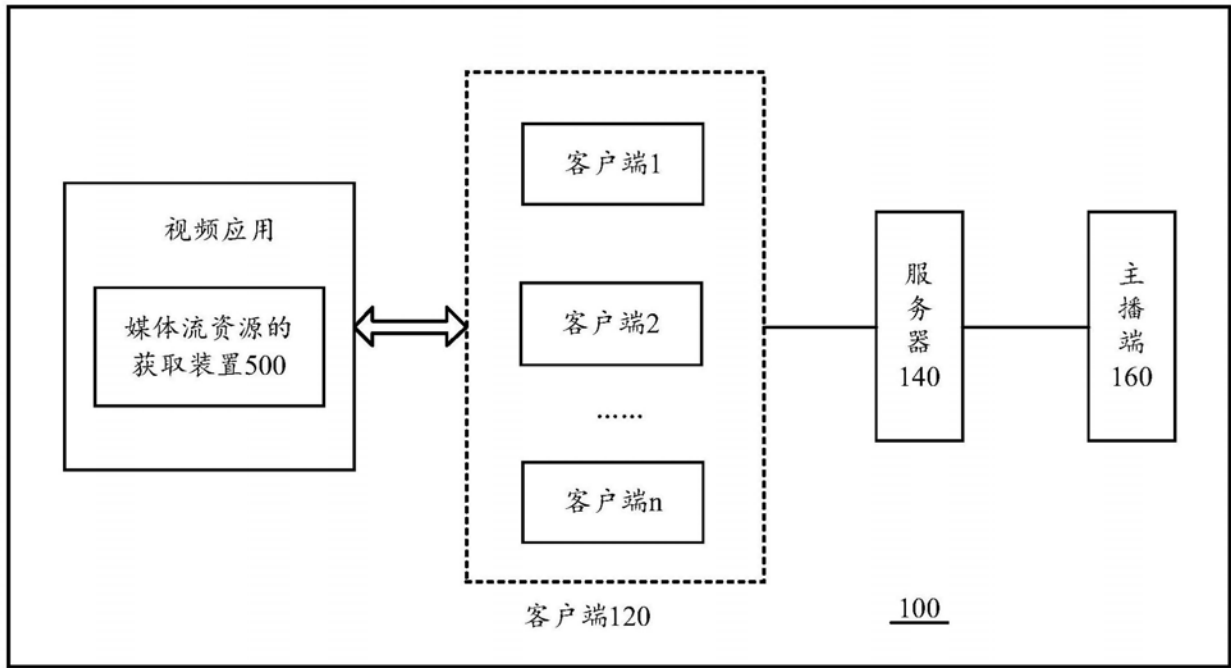 视频应用
媒体流资源的
获取装置500
客户端1
客户端2
……
客户端n
客户端120
服
务
器
140
主
播
端
160
100